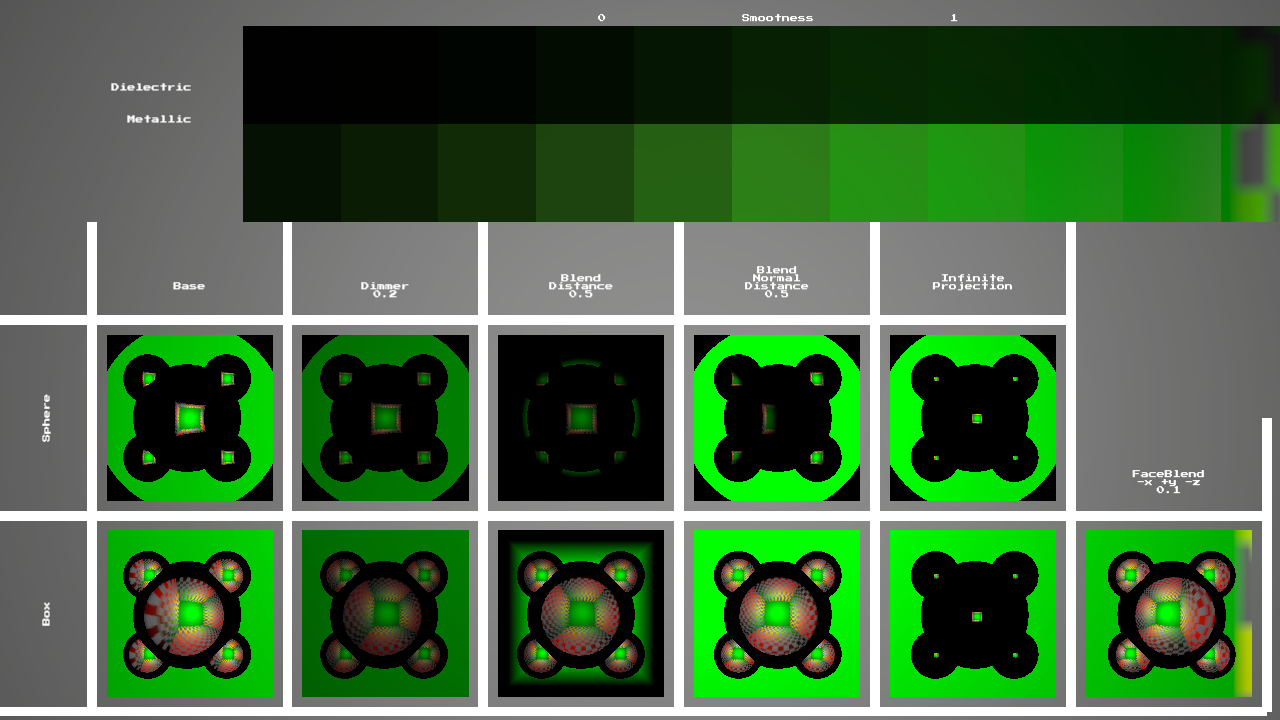 0 Smootness 1
Dielectric
Metallic
Base
Dimmer
0.2
Blend
Distance
0.5
Blend
Normal
Distance
0.5
Infinite
Projection
Sphere
FaceBlend
-x +y -z
0.1
Box